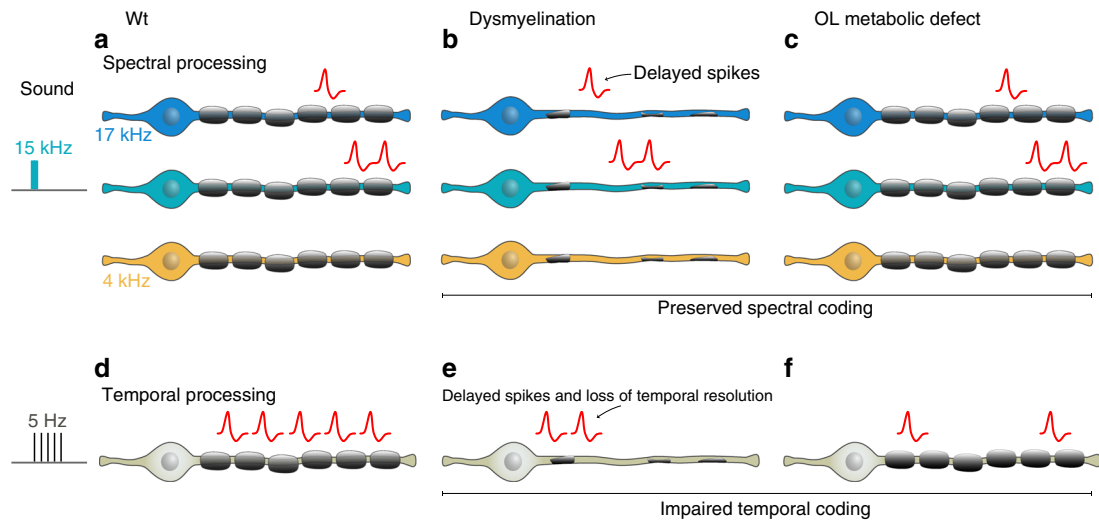 Wt
Dysmyelination
OL metabolic defect
a
b
c
Spectral processing
Delayed spikes
Sound
17 kHz
15 kHz
4 kHz
Preserved spectral coding
d
e
f
Temporal processing
Delayed spikes and loss of temporal resolution
5 Hz
Impaired temporal coding